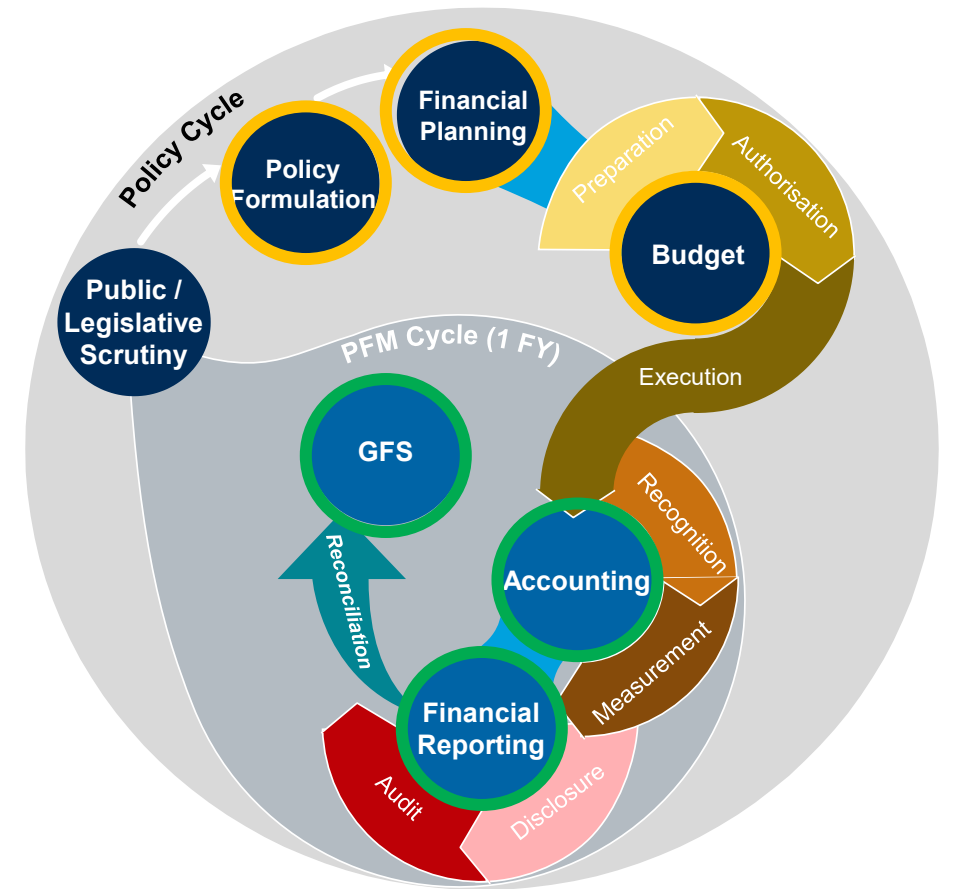 Policy Cycle
Financial
Planning
Policy
Formulation
Public /
Legislative
Scrutiny
Preparation
Authorisation
Budget
Execution
PFM Cycle (1 FY)
GFS
Reconciliation
Accounting
Recognition
Measurement
Financial
Reporting
Disclosure
Audit